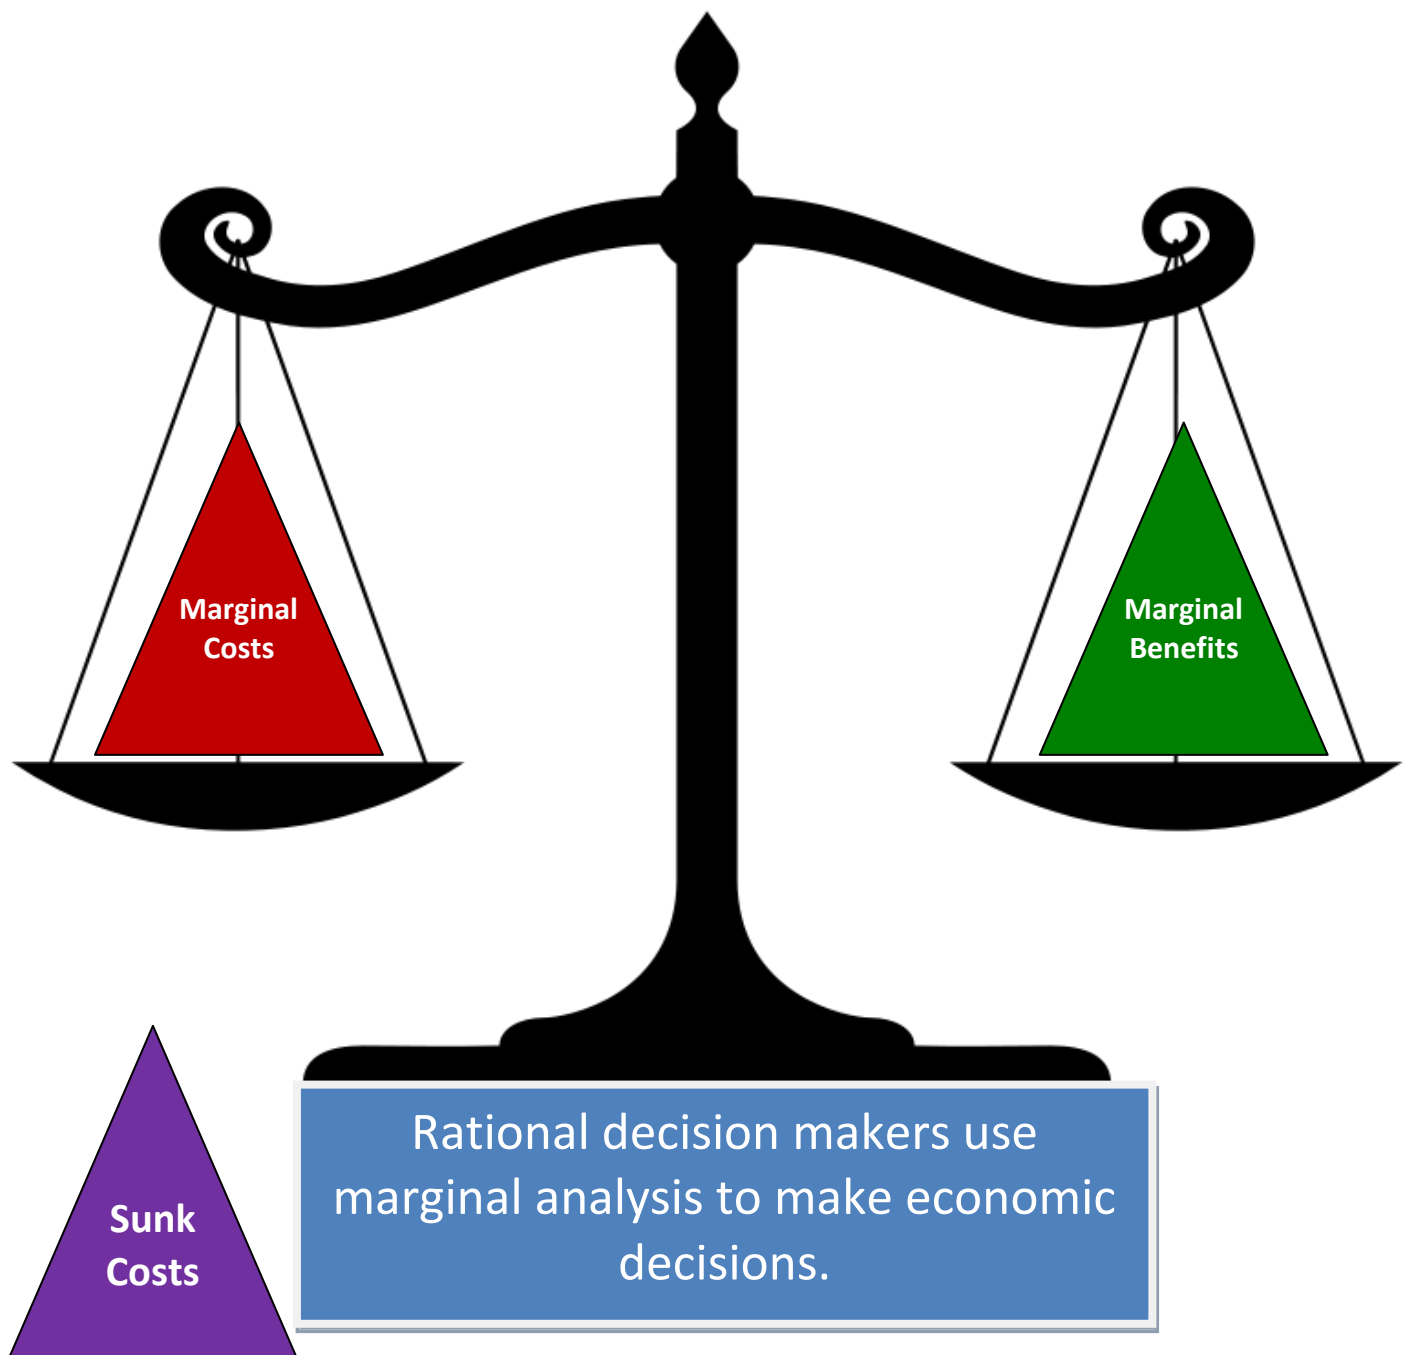 Marginal
Costs
Marginal
Benefits
Sunk
Costs
Rational decision makers use
marginal analysis to make economic
decisions.